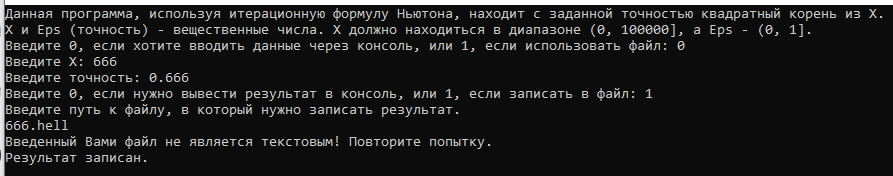 Данная программа, используя итерационную формулу Ньютона, находит с заданной точностью квадратный корень из X.
X и Eps (точность) - вещественные числа. X должно находиться в диапазоне (0, 100000], а Eps - (0, 1].
Введите 0, если хотите вводить данные через консоль, или 1, если использовать файл: 0
Введите X: 666
Введите точность: 0.666
Введите 0, если нужно вывести результат в консоль, или 1, если записать в файл: 1
Введите путь к файлу, в который нужно записать результат.
666.hell
Введенный Вами файл не является текстовым! Повторите попытку.
Результат записан.